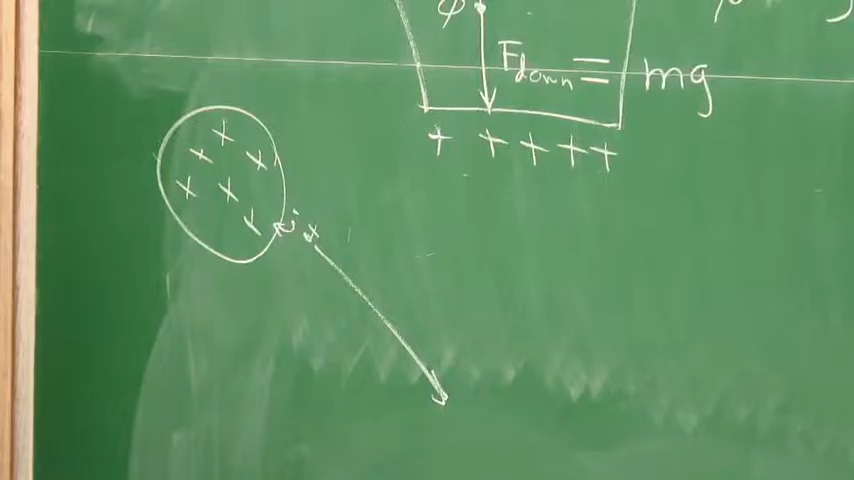 ϕ
F_down = mg
+ + + + +
+
+ +
+ +
+
+